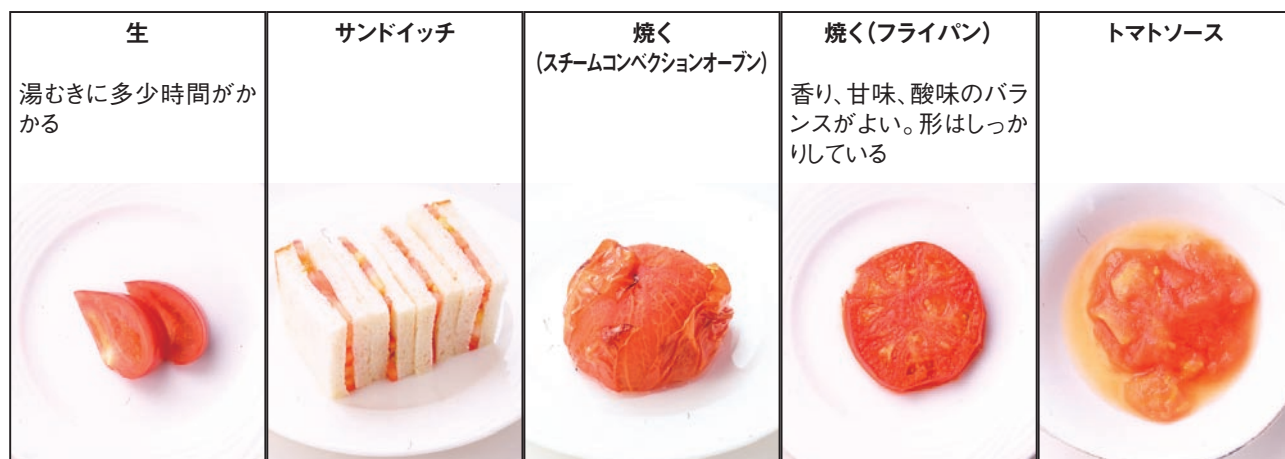 生
湯むきに多少時間がか
かる
サンドイッチ
焼く
(スチームコンベクションオーブン)
焼く(フライパン)
香り、甘味、酸味のバラ
ンスがよい。形はしっか
りしている
トマトソース